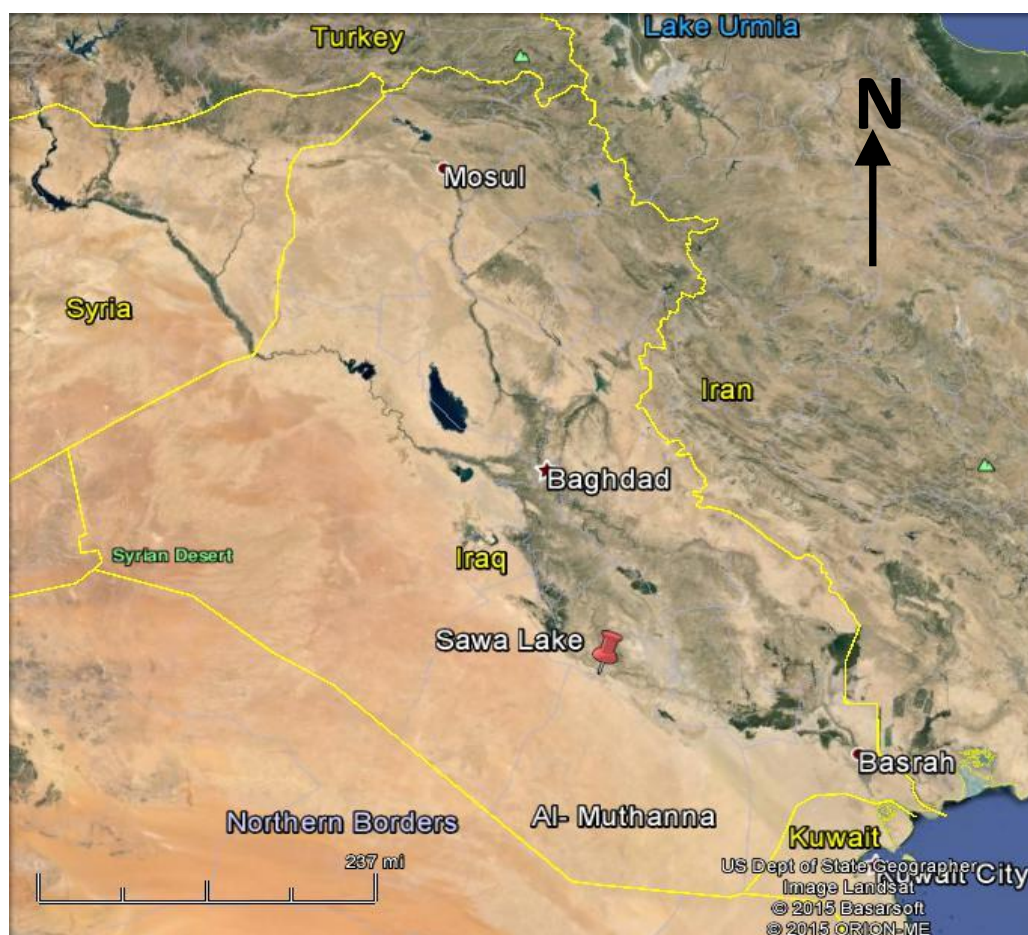 Turkey
Lake Urmia
N
Mosul
Syria
Iran
Baghdad
Syrian Desert
Iraq
Sawa Lake
Basrah
Northern Borders
Al- Muthanna
Kuwait
237 mi
US Dept of State Geographer
Kuwait City
Image Landsat
© 2015 Basarsoft
© 2015 ORION-ME